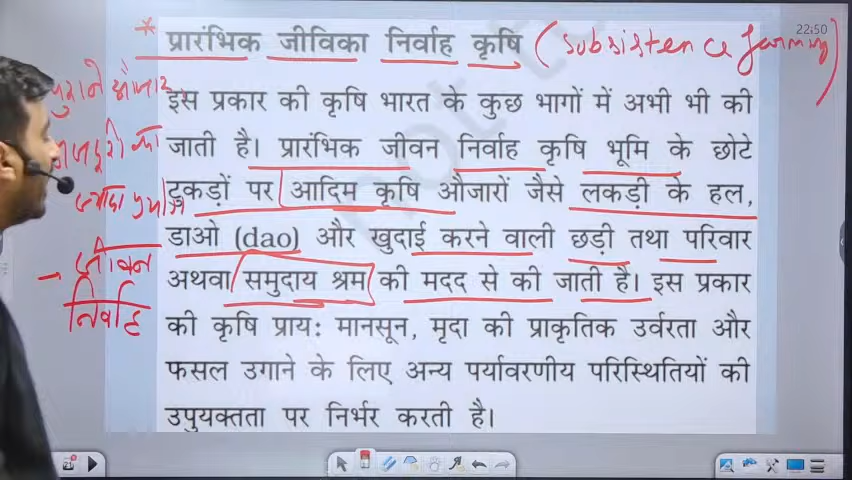 * प्रारंभिक जीविका निर्वाह कृषि (Subsistence farming)
22:50
पुराने औजार
इस प्रकार की कृषि भारत के कुछ भागों में अभी भी की
जाती है। प्रारंभिक जीवन निर्वाह कृषि भूमि के छोटे
टुकड़ों पर आदिम कृषि औजारों जैसे लकड़ी के हल,
डाओ (dao) और खुदाई करने वाली छड़ी तथा परिवार
अथवा समुदाय श्रम की मदद से की जाती है। इस प्रकार
की कृषि प्राय: मानसून, मृदा की प्राकृतिक उर्वरता और
फसल उगाने के लिए अन्य पर्यावरणीय परिस्थितियों की
उपुयक्तता पर निर्भर करती है।
का
ज्यादा
→ जीवन
निर्वाह